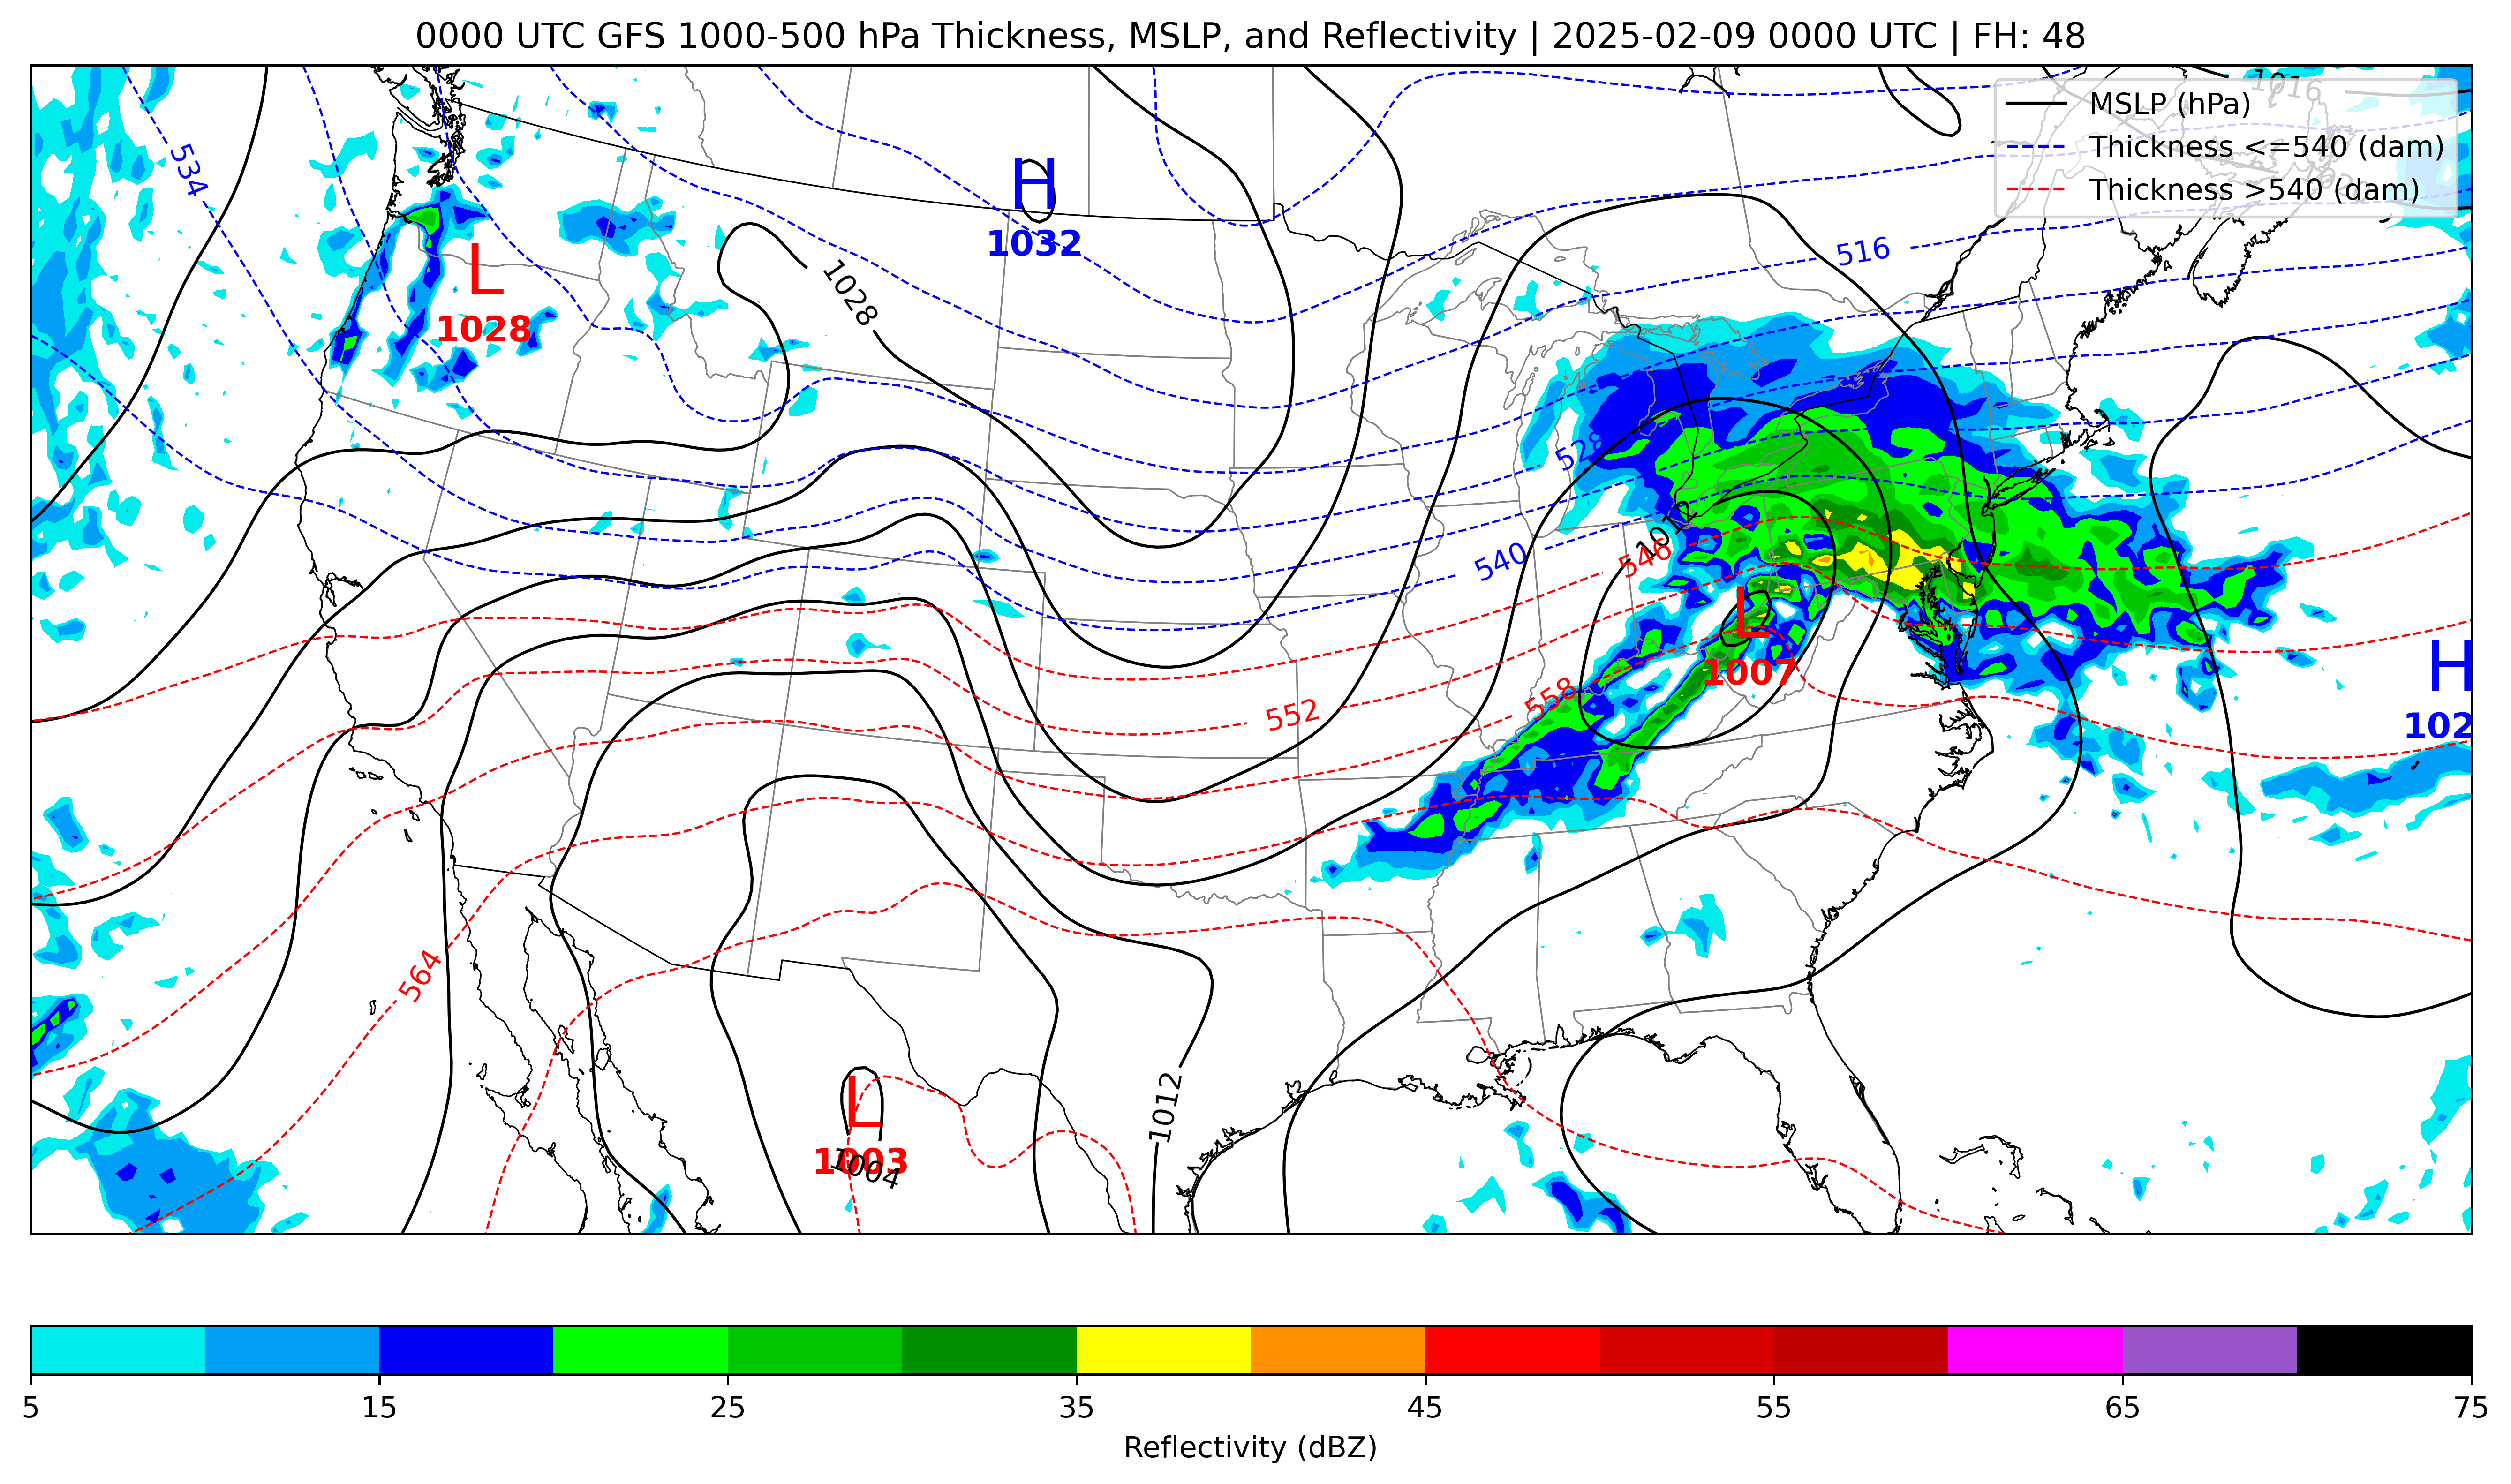 0000 UTC GFS 1000-500 hPa Thickness, MSLP, and Reflectivity | 2025-02-09 0000 UTC | FH: 48
1016
MSLP (hPa)
Thickness <=540 (dam)
Thickness >540 (dam)
534
H
1032
516
L
1028
1028
528
1012
540
546
L
1007
H
102
558
552
564
L
1003
1004
1012
5 15 25 35 45 55 65 75
Reflectivity (dBZ)